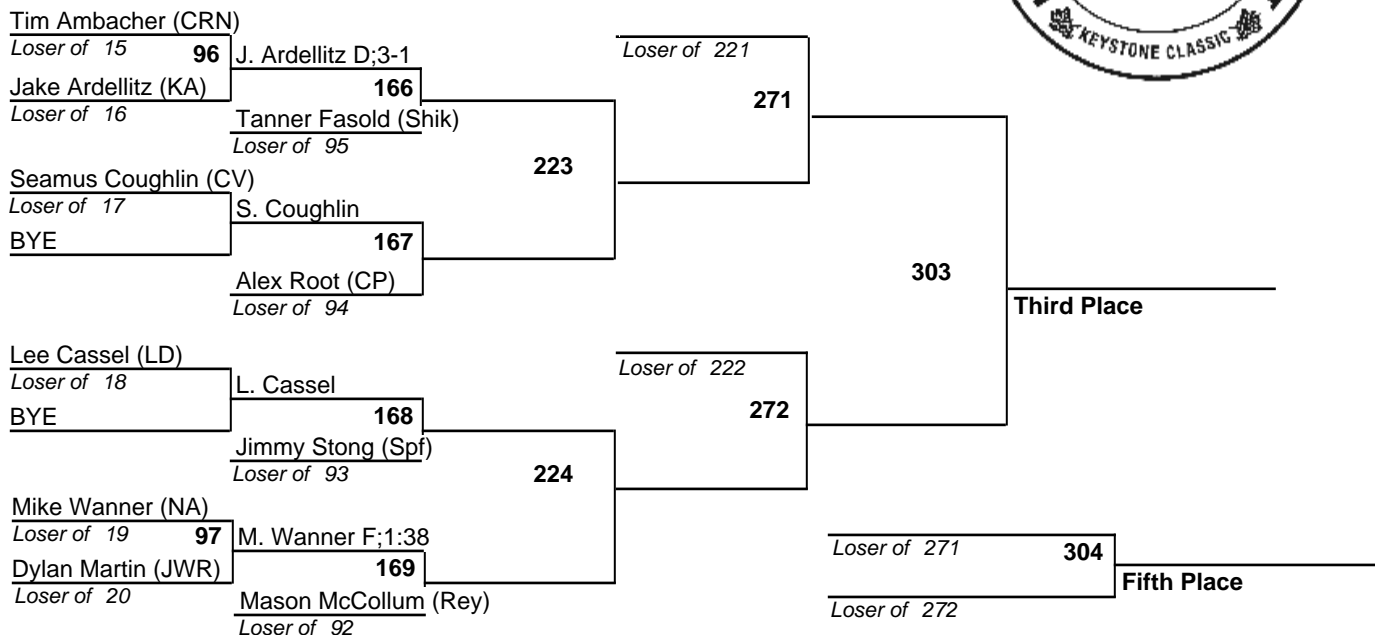 Tim Ambacher (CRN)
Loser of 15
96
J. Ardellitz D;3-1
Jake Ardellitz (KA)
Loser of 16
166
Tanner Fasold (Shik)
Loser of 95
Seamus Coughlin (CV)
Loser of 17
S. Coughlin
BYE
167
Alex Root (CP)
Loser of 94
223
Loser of 221
271
KEYSTONE CLASSIC
Lee Cassel (LD)
Loser of 18
L. Cassel
BYE
168
Jimmy Stong (Spf)
Loser of 93
Mike Wanner (NA)
Loser of 19
97
M. Wanner F;1:38
Dylan Martin (JWR)
Loser of 20
169
Mason McCollum (Rey)
Loser of 92
224
Loser of 222
272
303
Third Place
Loser of 271
304
Loser of 272
Fifth Place